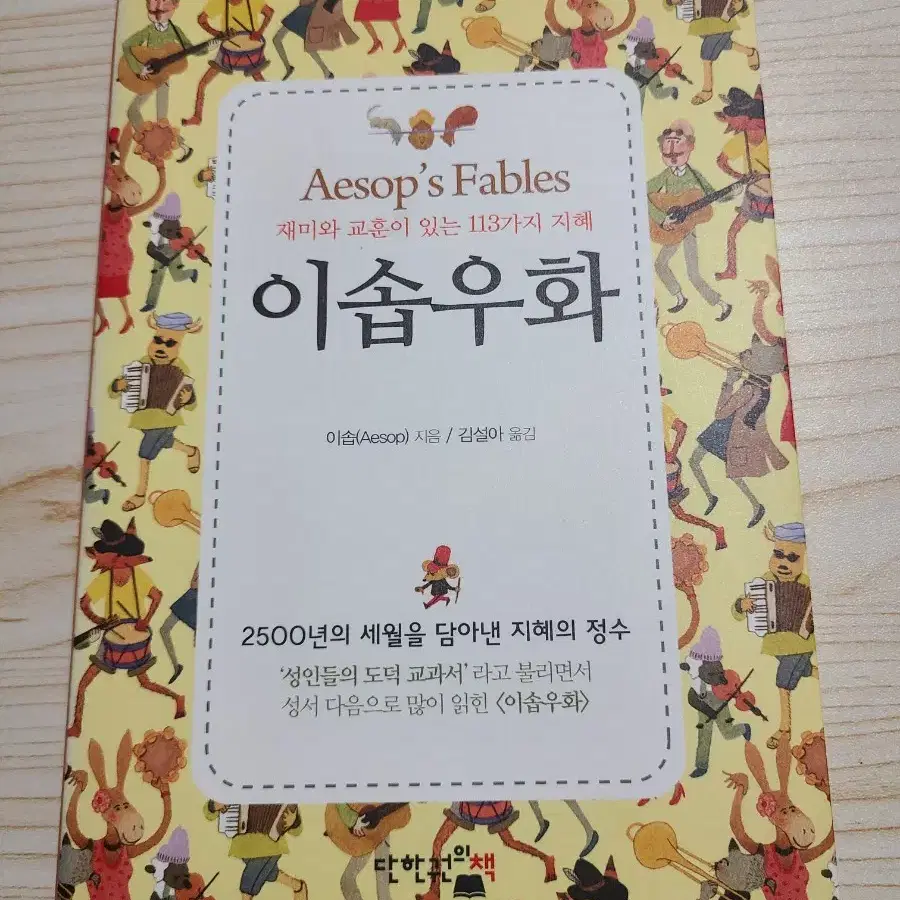 Aesop's Fables
재미와 교훈이 있는 113가지 지혜
이솝우화
이솝(Aesop) 지음 / 김설아 옮김
2500년의 세월을 담아낸 지혜의 정수
'성인들의 도덕 교과서' 라고 불리면서
성서 다음으로 많이 읽힌 〈이솝우화〉
단한권의책